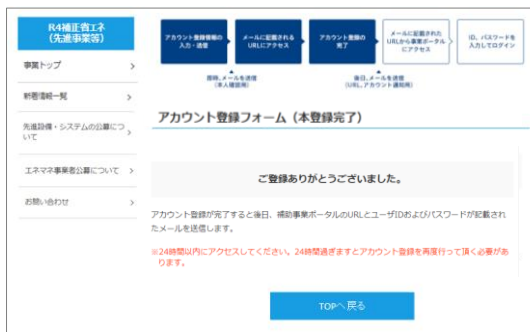 R4補正省エネ
(先進事業等)
事業トップ
新着情報一覧
先進設備・システムの公募につ
いて
エネマネ事業者公募について
お問い合わせ
アカウント登録情報の
入力・送信
メールに記載される
URLにアクセス
アカウント登録の
完了
メールに記載された
URLから事業ポータル
にアクセス
ID、パスワードを
入力してログイン
即時、メールを送信
(本人確認用)
後日、メールを送信
(URL、アカウント通知用)
アカウント登録フォーム（本登録完了）
ご登録ありがとうございました。
アカウント登録が完了すると後日、補助事業ポータルのURLとユーザIDおよびパスワードが記載され
たメールを送信します。
※24時間以内にアクセスしてください。24時間過ぎますとアカウント登録を再度行って頂く必要があ
ります。
TOPへ戻る